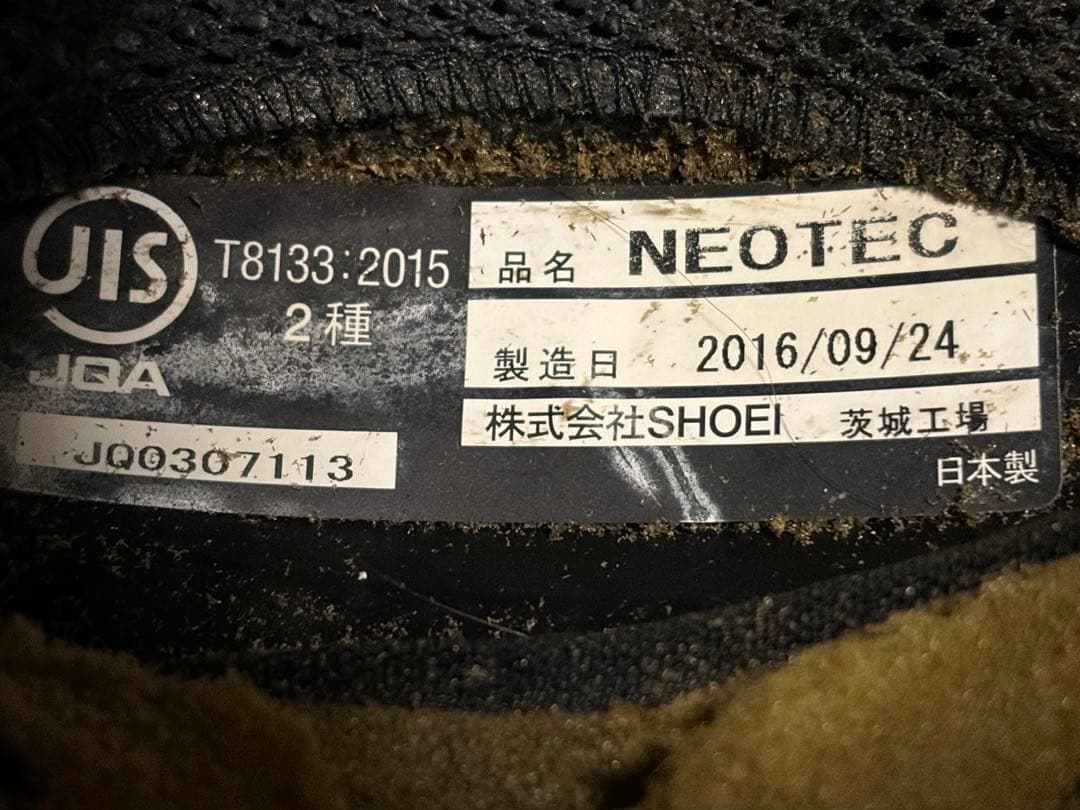 JIS
T8133:2015
2種
JQA
JQ0307113
品名 NEOTEC
製造日 2016/09/24
株式会社SHOEI 茨城工場
日本製